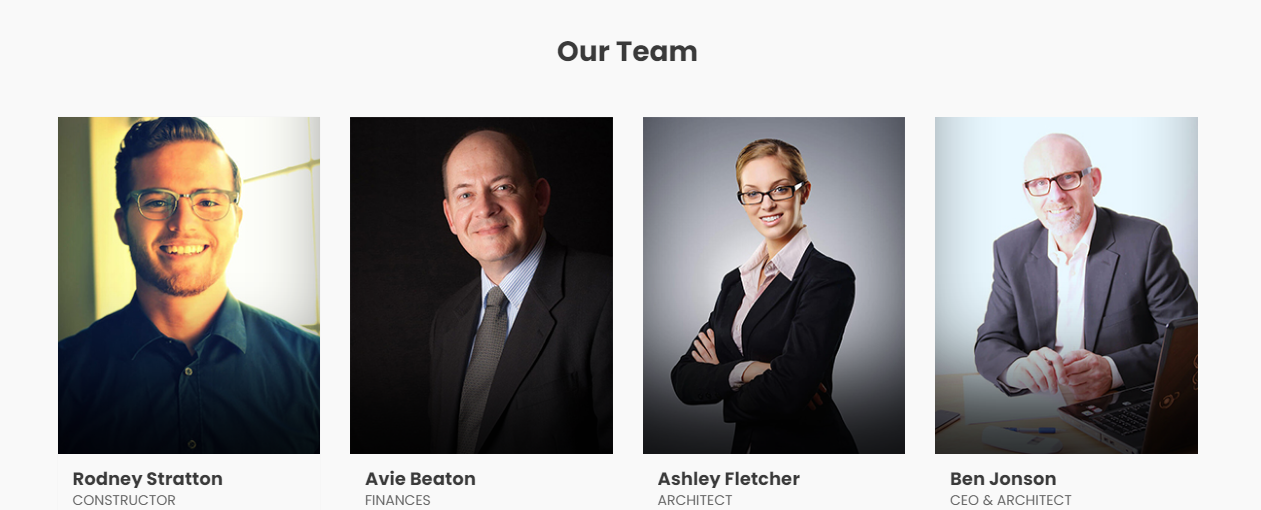 Our Team
Rodney Stratton
CONSTRUCTOR
Avie Beaton
FINANCES
Ashley Fletcher
ARCHITECT
Ben Jonson
CEO & ARCHITECT